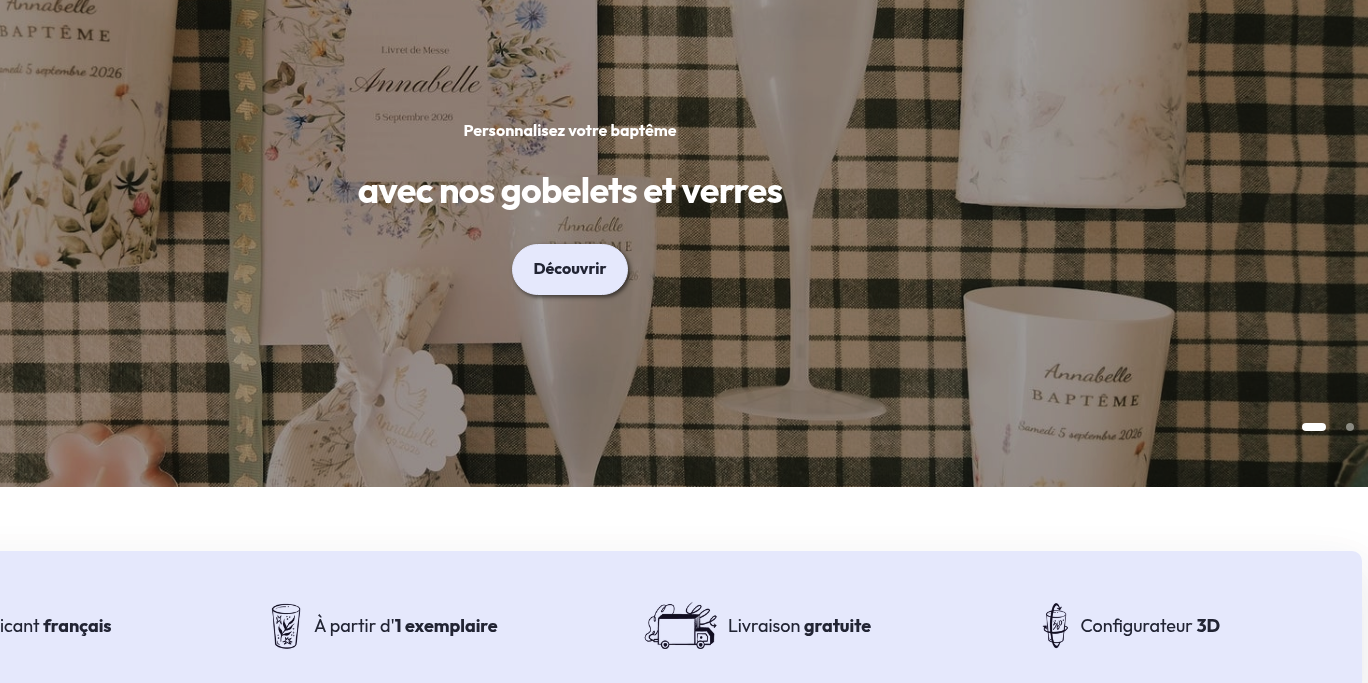 Annabelle
BAPTÊME
medi 5 septembre 2026
Livret de Messe
Annabelle
5 Septembre 2026
Personnalisez votre baptême
avec nos gobelets et verres
Annabelle
BAPTÊME
Découvrir
Annabelle
Annabelle
BAPTÊME
Samedi 5 septembre 2026
icant français
À partir d'1 exemplaire
Livraison gratuite
Configurateur 3D